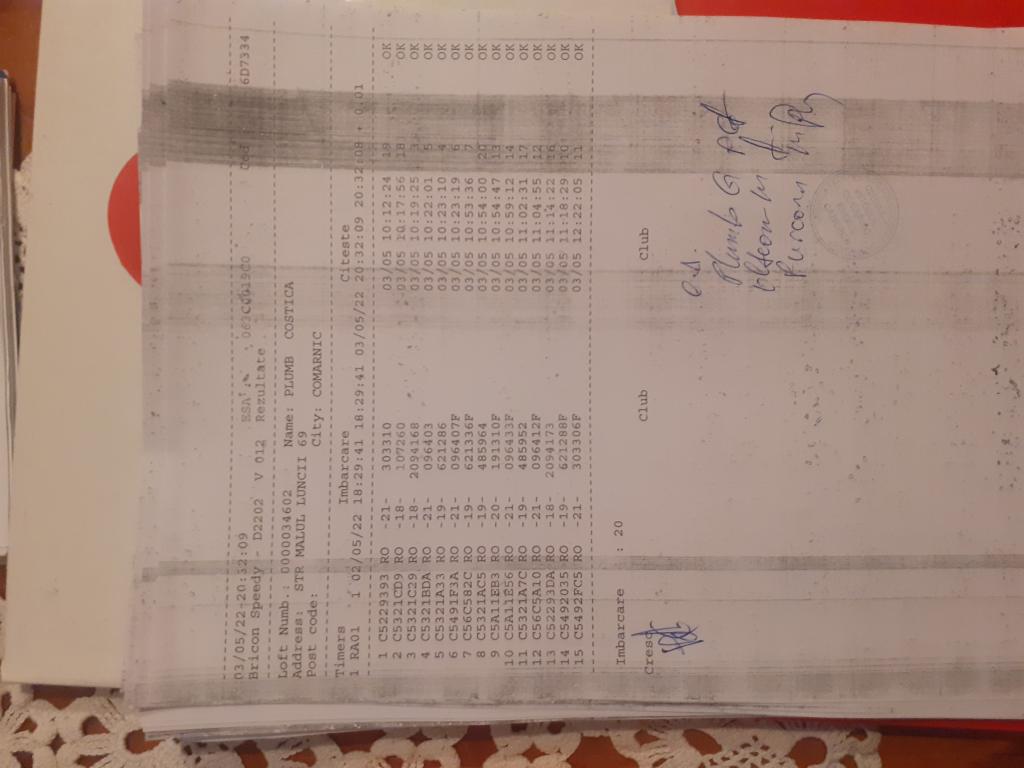 03/05/22-20:32:09
Bricon Speedy - D2202 V 012 Rezultate 6D7334
Loft Numb.: 0000034602 Name: PLUMB COSTICA
Address: STR MALUL LUNCII 69
Post code: City: COMARNIC
Timers Imbarcare Citeste
1 RA01 1 02/05/22 18:29:41 18:29:41 03/05/22 20:32:09 20:32:08 + 0.01
1 C5229393 RO -21- 303310 03/05 10:12:24 19 OK
2 C5321CD9 RO -18- 107260 03/05 10:17:56 18 OK
3 C5321C29 RO -18- 2094168 03/05 10:19:25 3 OK
4 C5321BDA RO -21- 096403 03/05 10:22:01 5 OK
5 C5321A33 RO -19- 621286 03/05 10:23:10 4 OK
6 C5491F3A RO -21- 096407F 03/05 10:23:19 6 OK
7 C56C582C RO -19- 621336F 03/05 10:53:36 7 OK
8 C5321AC5 RO -19- 485964 03/05 10:54:00 20 OK
9 C5A11EB3 RO -20- 191310F 03/05 10:54:47 13 OK
10 C5A11E56 RO -21- 096433F 03/05 10:59:12 14 OK
11 C5321A7C RO -19- 485952 03/05 11:02:31 17 OK
12 C56C5A10 RO -21- 096412F 03/05 11:04:55 12 OK
13 C52293DA RO -18- 2094173 03/05 11:14:22 16 OK
14 C5492035 RO -19- 621288F 03/05 11:18:29 10 OK
15 C5492FC5 RO -21- 303306F 03/05 12:22:05 11 OK
Imbarcare : 20
Club Club
Plumb G